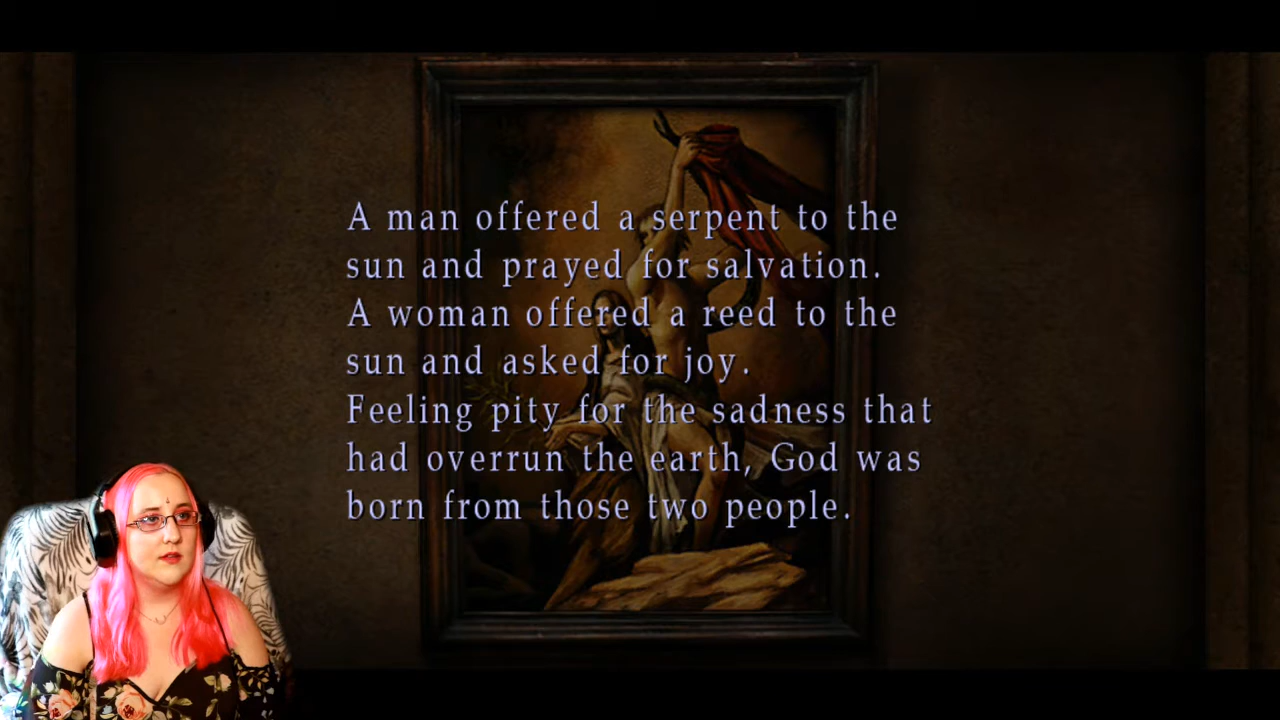 A man offered a serpent to the
sun and prayed for salvation.
A woman offered a reed to the
sun and asked for joy.
Feeling pity for the sadness that
had overrun the earth, God was
born from those two people.